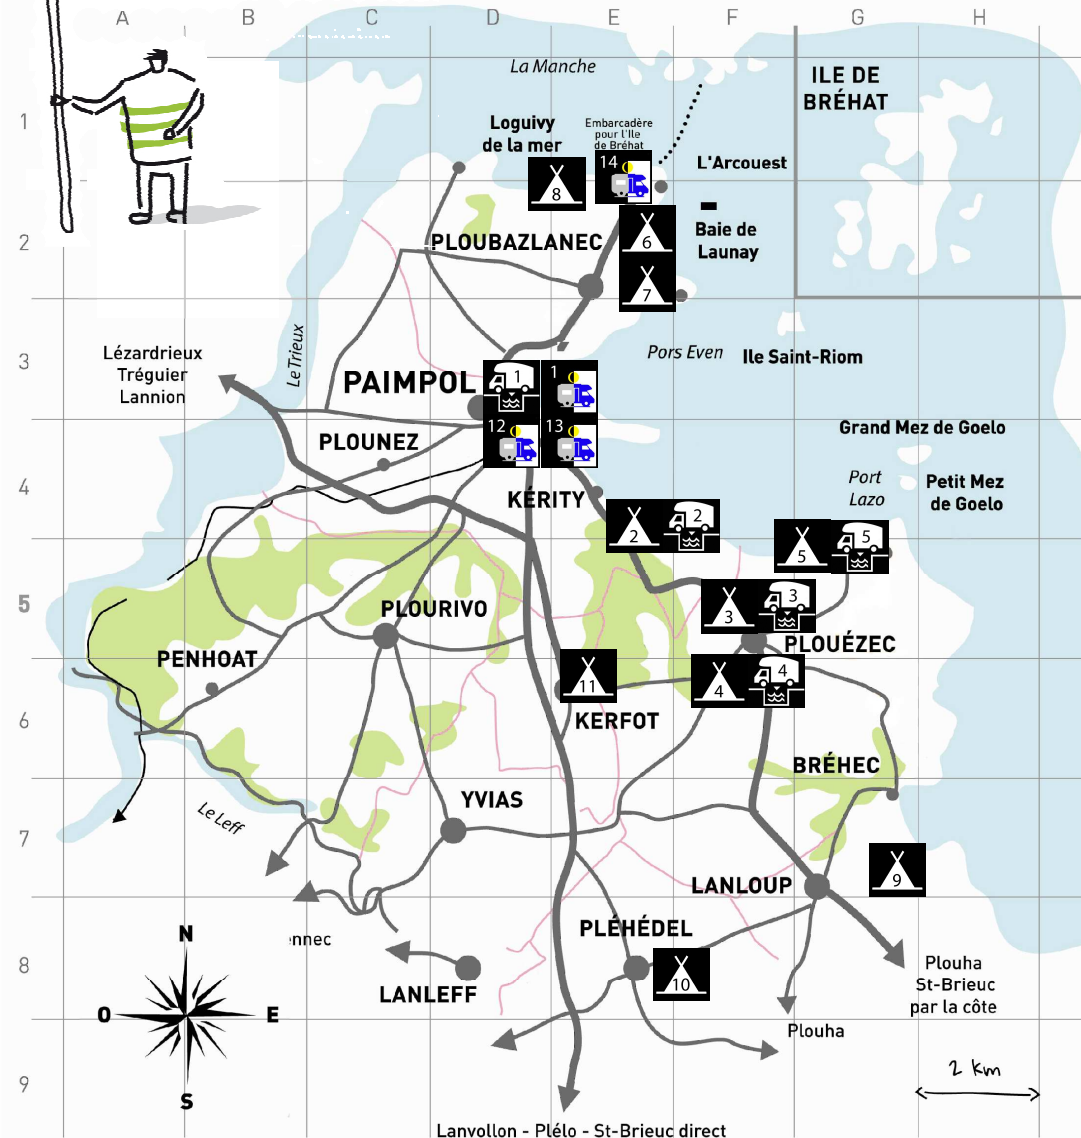 A B C D E F G H
La Manche
ILE DE
BRÉHAT
1
Loguivy
de la mer
Embarcadère
pour l'Ile
de Bréhat
14
L'Arcouest
8
2
PLOUBAZLANEC
6
Baie de
Launay
7
3
Lézardrieux
Tréguier
Lannion
Le Trieux
Pors Even
Ile Saint-Riom
PAIMPOL
1
1
12
13
Grand Mez de Goelo
PLOUNEZ
4
KÉRITY
Port
Lazo
Petit Mez
de Goelo
2
2
5
5
5
PLOURIVO
3
3
PLOUÉZEC
PENHOAT
11
4
4
6
KERFOT
BRÉHEC
YVIAS
Le Leff
7
9
LANLOUP
PLÉHÉDEL
N
ennec
8
10
LANLEFF
Plouha
St-Brieuc
par la côte
O
E
Plouha
2 km
9
S
Lanvollon - Plélo - St-Brieuc direct